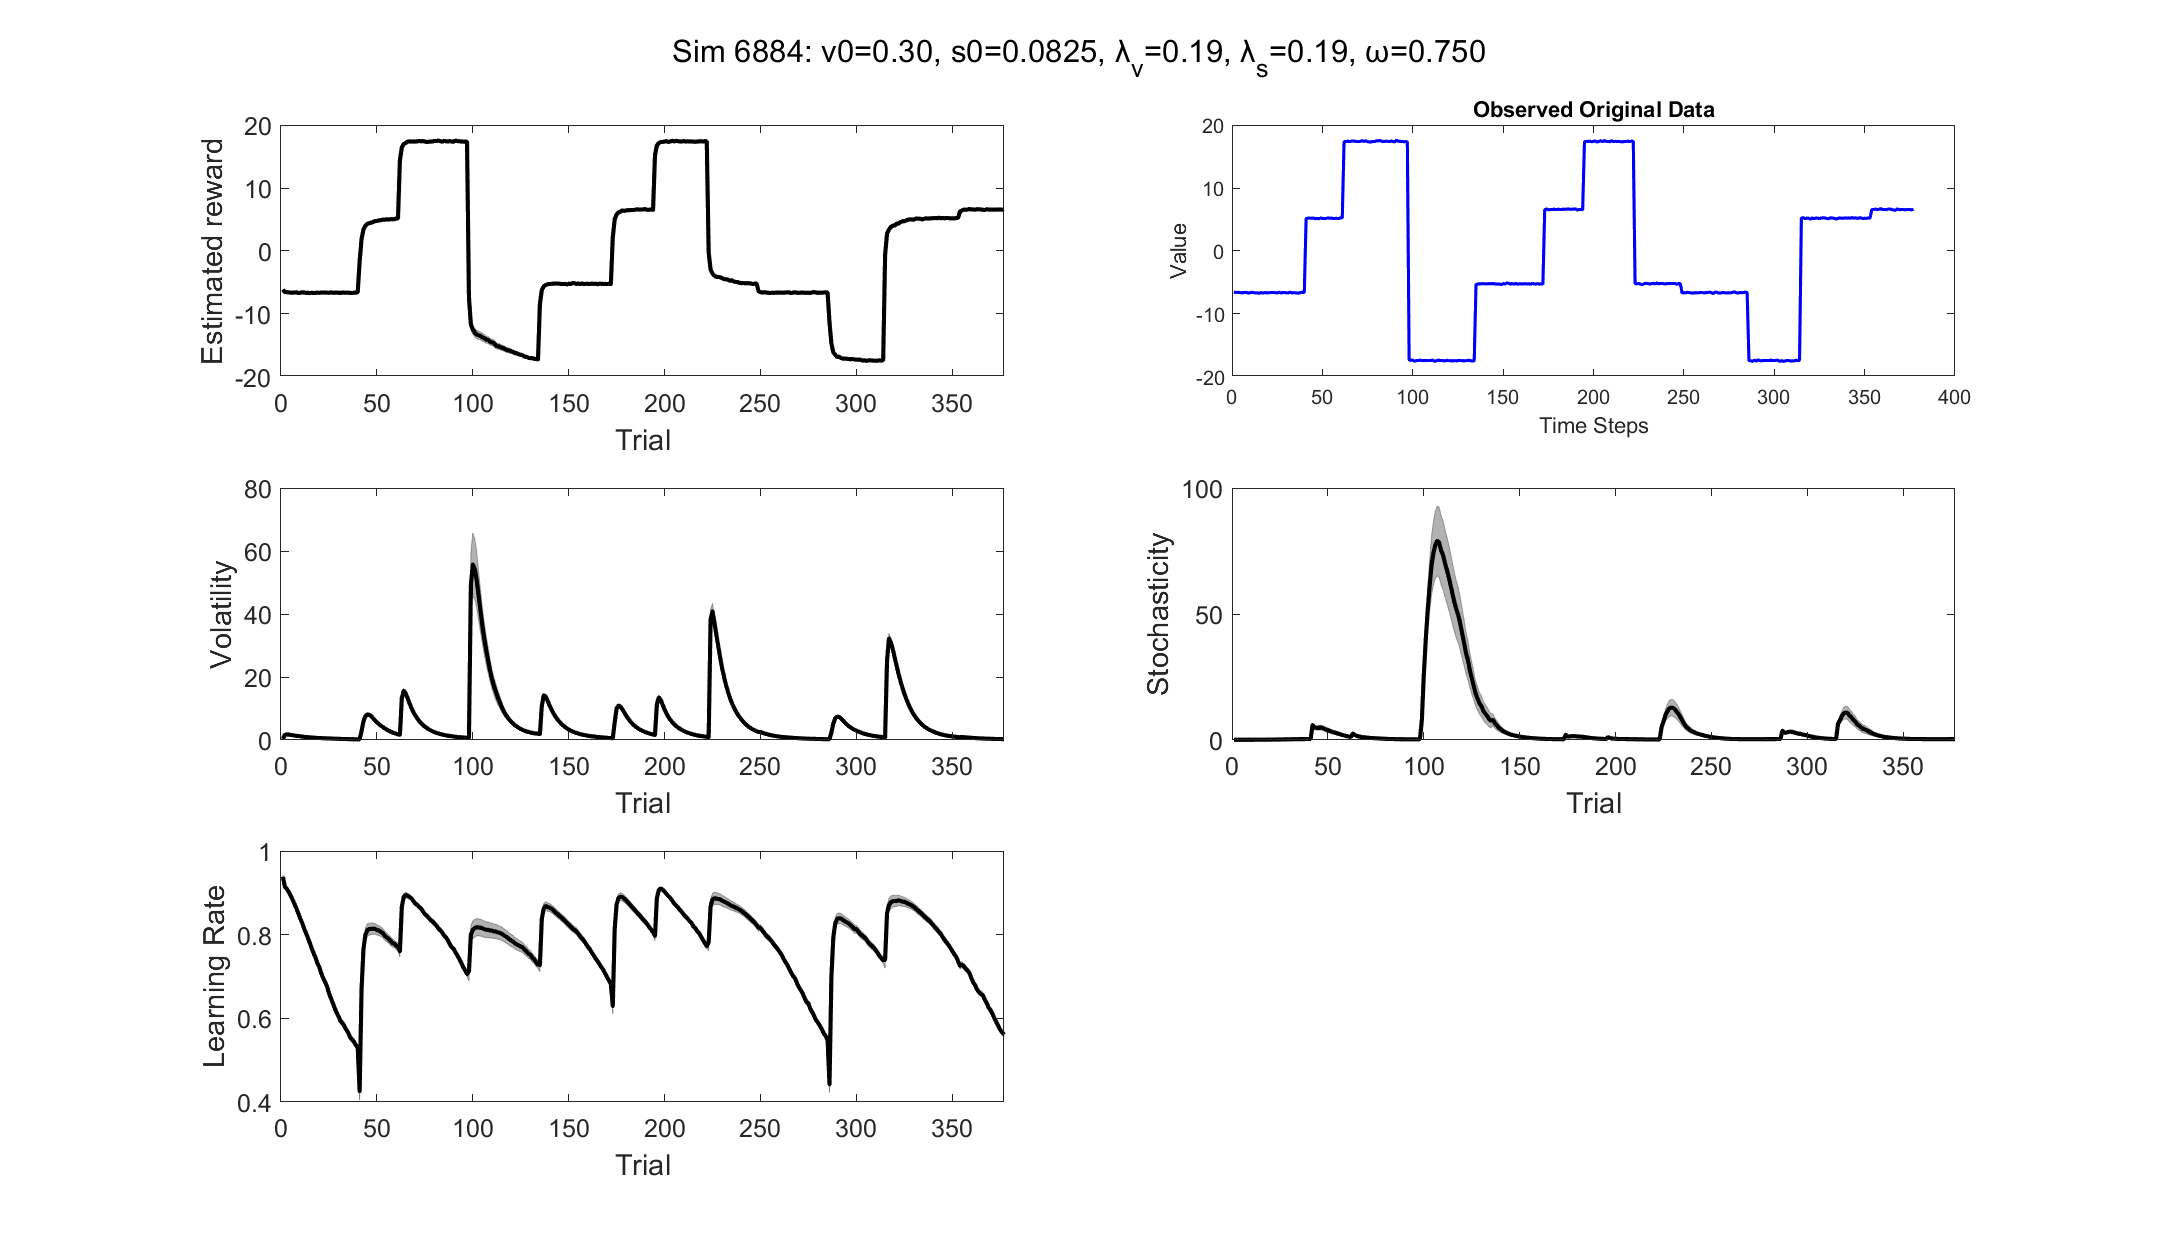 Sim 6884: v0=0.30, s0=0.0825, λv=0.19, λs=0.19, ω=0.750
Estimated reward
20
10
0
-10
-20
0 50 100 150 200 250 300 350
Trial
Observed Original Data
Value
20
10
0
-10
-20
0 50 100 150 200 250 300 350 400
Time Steps
Volatility
80
60
40
20
0
0 50 100 150 200 250 300 350
Trial
Stochasticity
100
50
0
0 50 100 150 200 250 300 350
Trial
Learning Rate
1
0.8
0.6
0.4
0 50 100 150 200 250 300 350
Trial